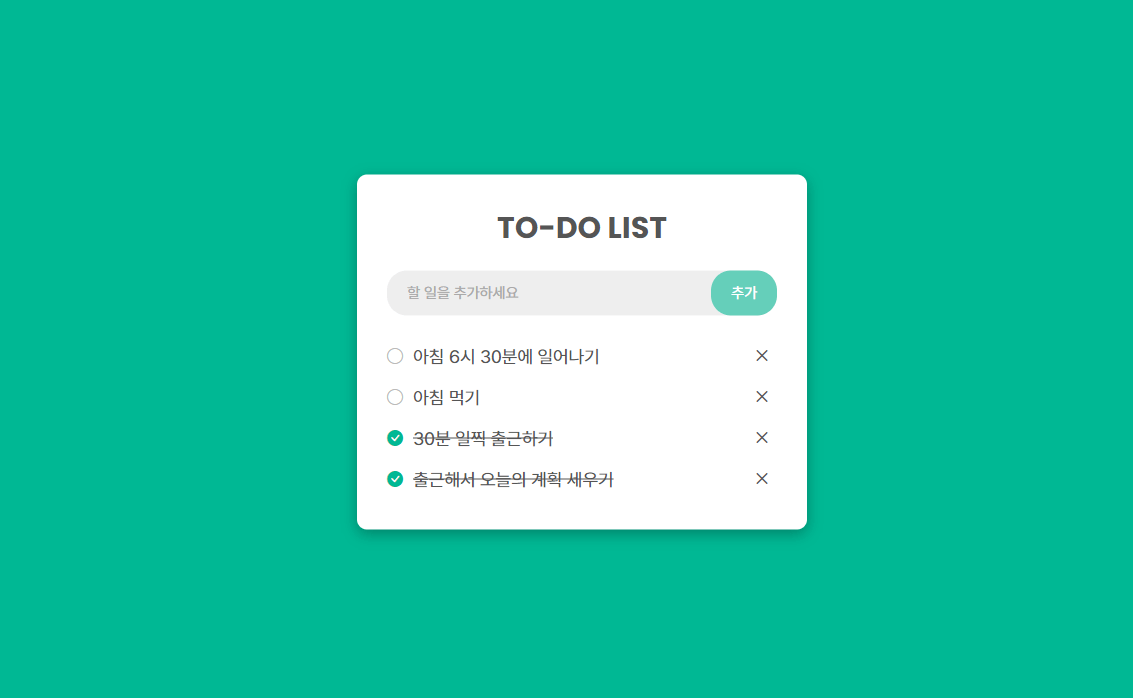 TO-DO LIST
할 일을 추가하세요 추가
아침 6시 30분에 일어나기
아침 먹기
30분 일찍 출근하기
출근해서 오늘의 계획 세우기